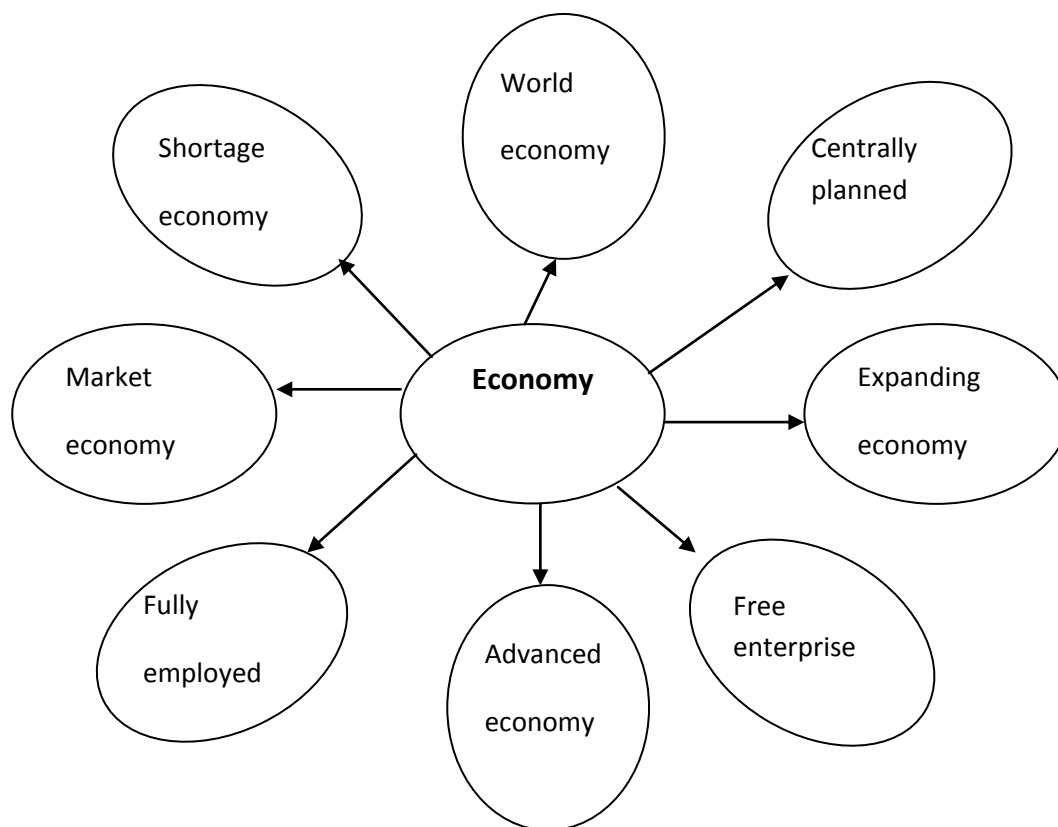 World
economy
Shortage
economy
Centrally
planned
Market
economy
Economy
Expanding
economy
Fully
employed
Advanced
economy
Free
enterprise